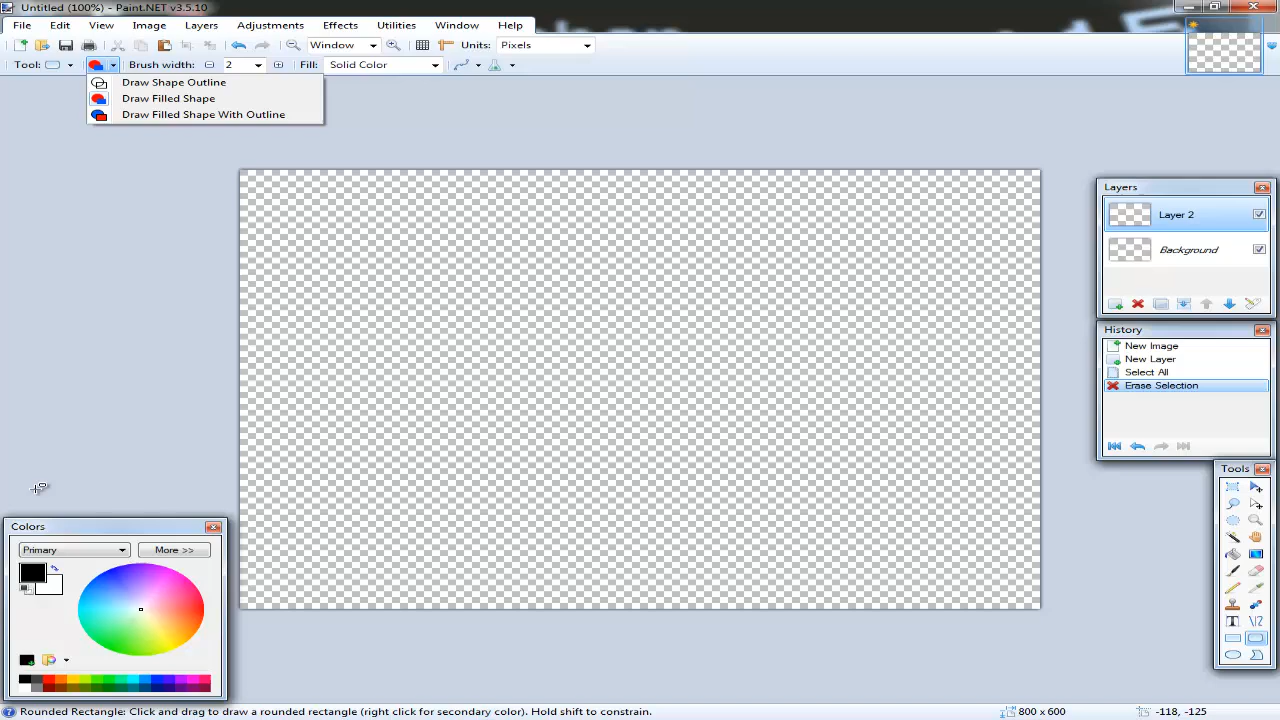 Untitled (100%) - Paint.NET v3.5.10
File Edit View Image Layers Adjustments Effects Utilities Window Help
Window Units: Pixels
Tool: Brush width: 2 Fill: Solid Color
Draw Shape Outline
Draw Filled Shape
Draw Filled Shape With Outline
Layers
Layer 2
Background
History
New Image
New Layer
Select All
Erase Selection
Tools
Colors
Primary More >>
Rounded Rectangle: Click and drag to draw a rounded rectangle (right click for secondary color). Hold shift to constrain. 800 x 600 -118, -125